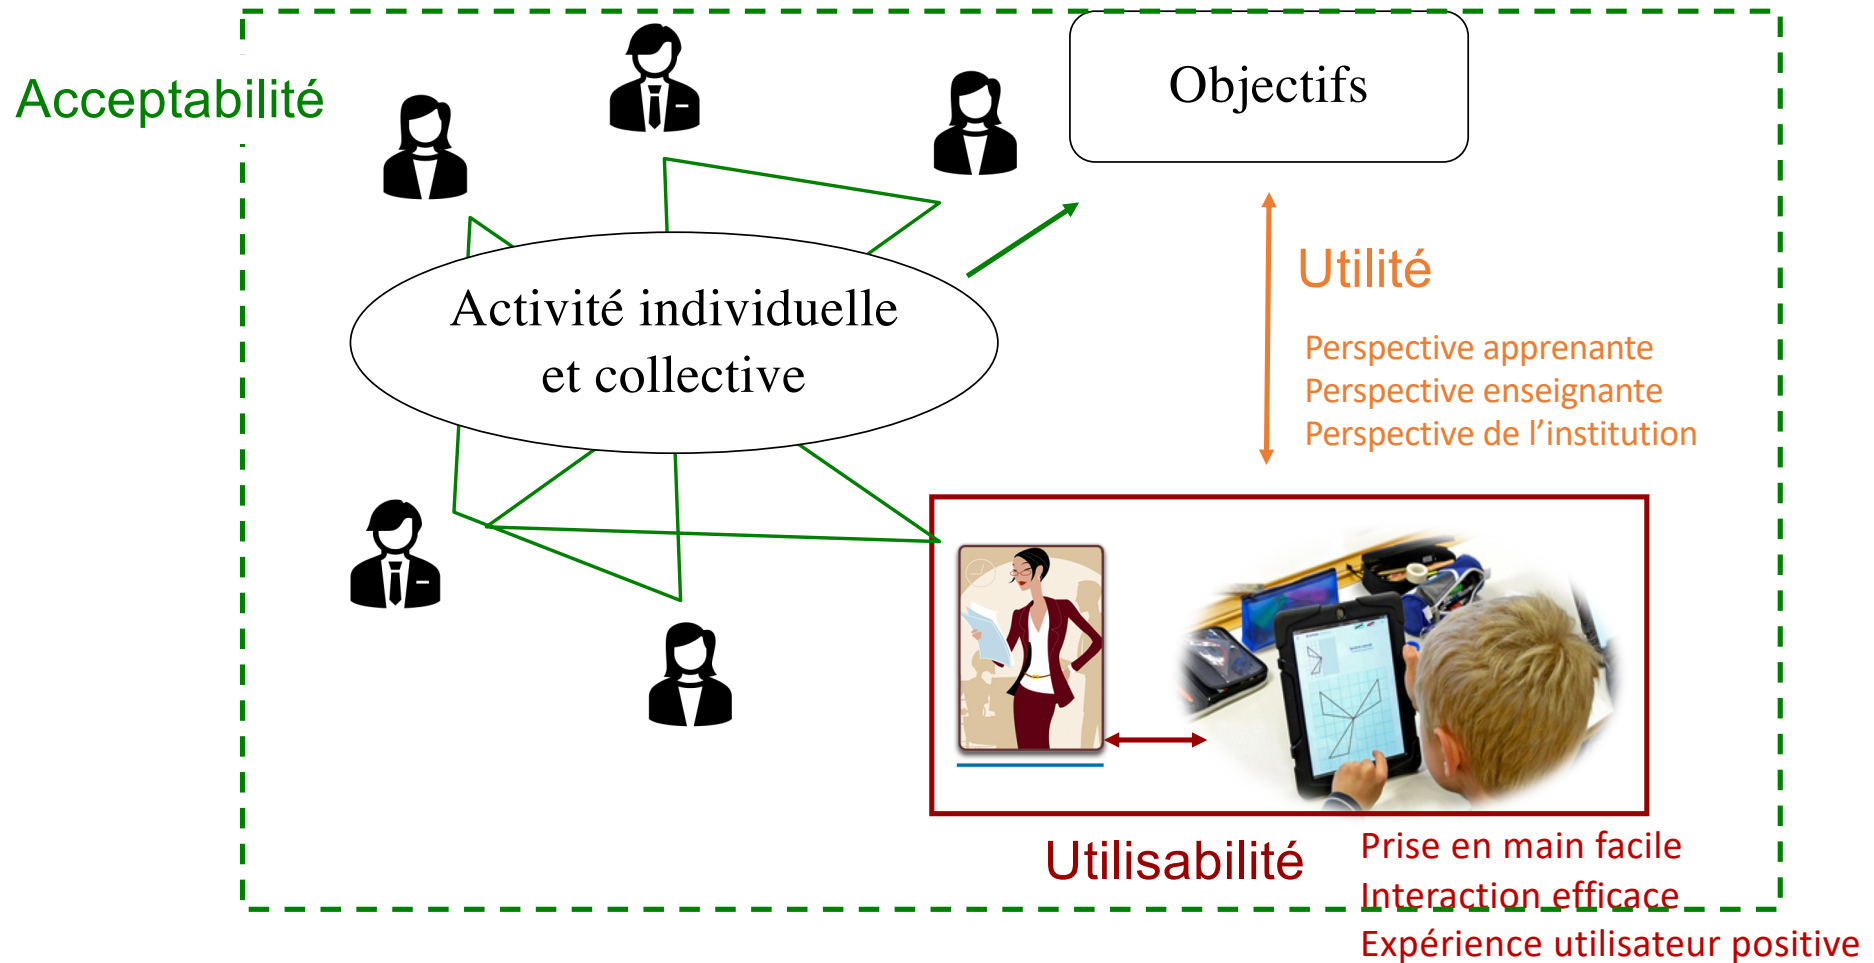 Acceptabilité
Objectifs
Activité individuelle
et collective
Utilité
Perspective apprenante
Perspective enseignante
Perspective de l’institution
Utilisabilité
Prise en main facile
Interaction efficace
Expérience utilisateur positive